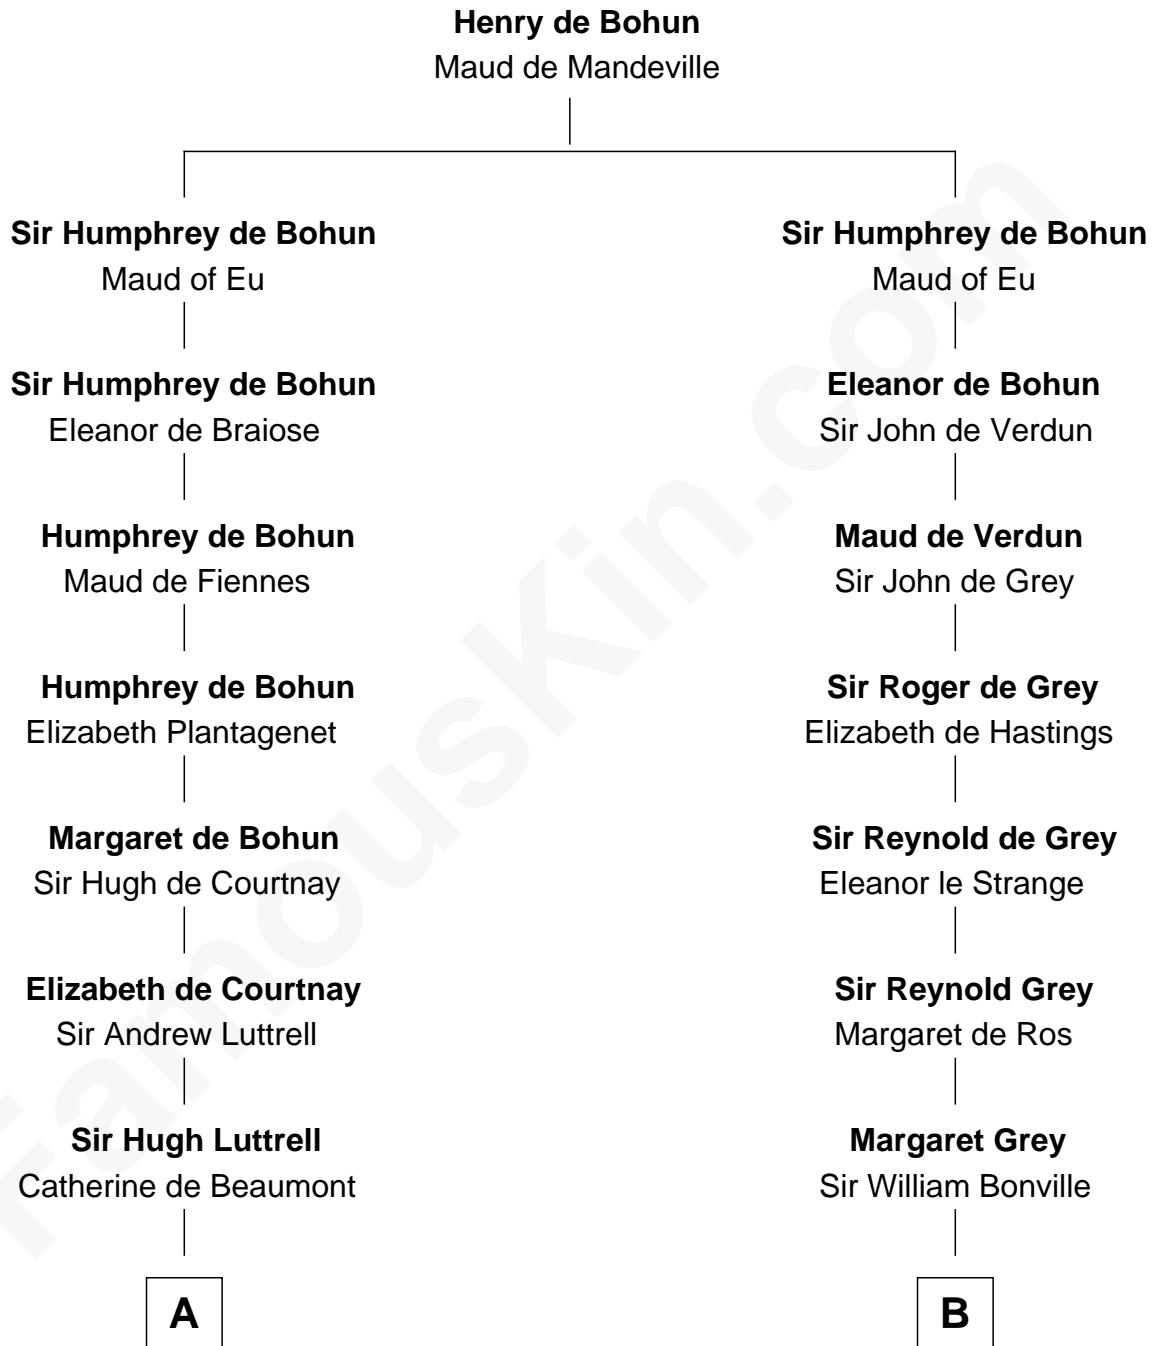 Henry de Bohun
Maud de Mandeville
Sir Humphrey de Bohun
Maud of Eu
Sir Humphrey de Bohun
Eleanor de Braiose
Humphrey de Bohun
Maud de Fiennes
Humphrey de Bohun
Elizabeth Plantagenet
Margaret de Bohun
Sir Hugh de Courtnay
Elizabeth de Courtnay
Sir Andrew Luttrell
Sir Hugh Luttrell
Catherine de Beaumont
A
Sir Humphrey de Bohun
Maud of Eu
Eleanor de Bohun
Sir John de Verdun
Maud de Verdun
Sir John de Grey
Sir Roger de Grey
Elizabeth de Hastings
Sir Reynold de Grey
Eleanor le Strange
Sir Reynold Grey
Margaret de Ros
Margaret Grey
Sir William Bonville
B
FamousKin.com